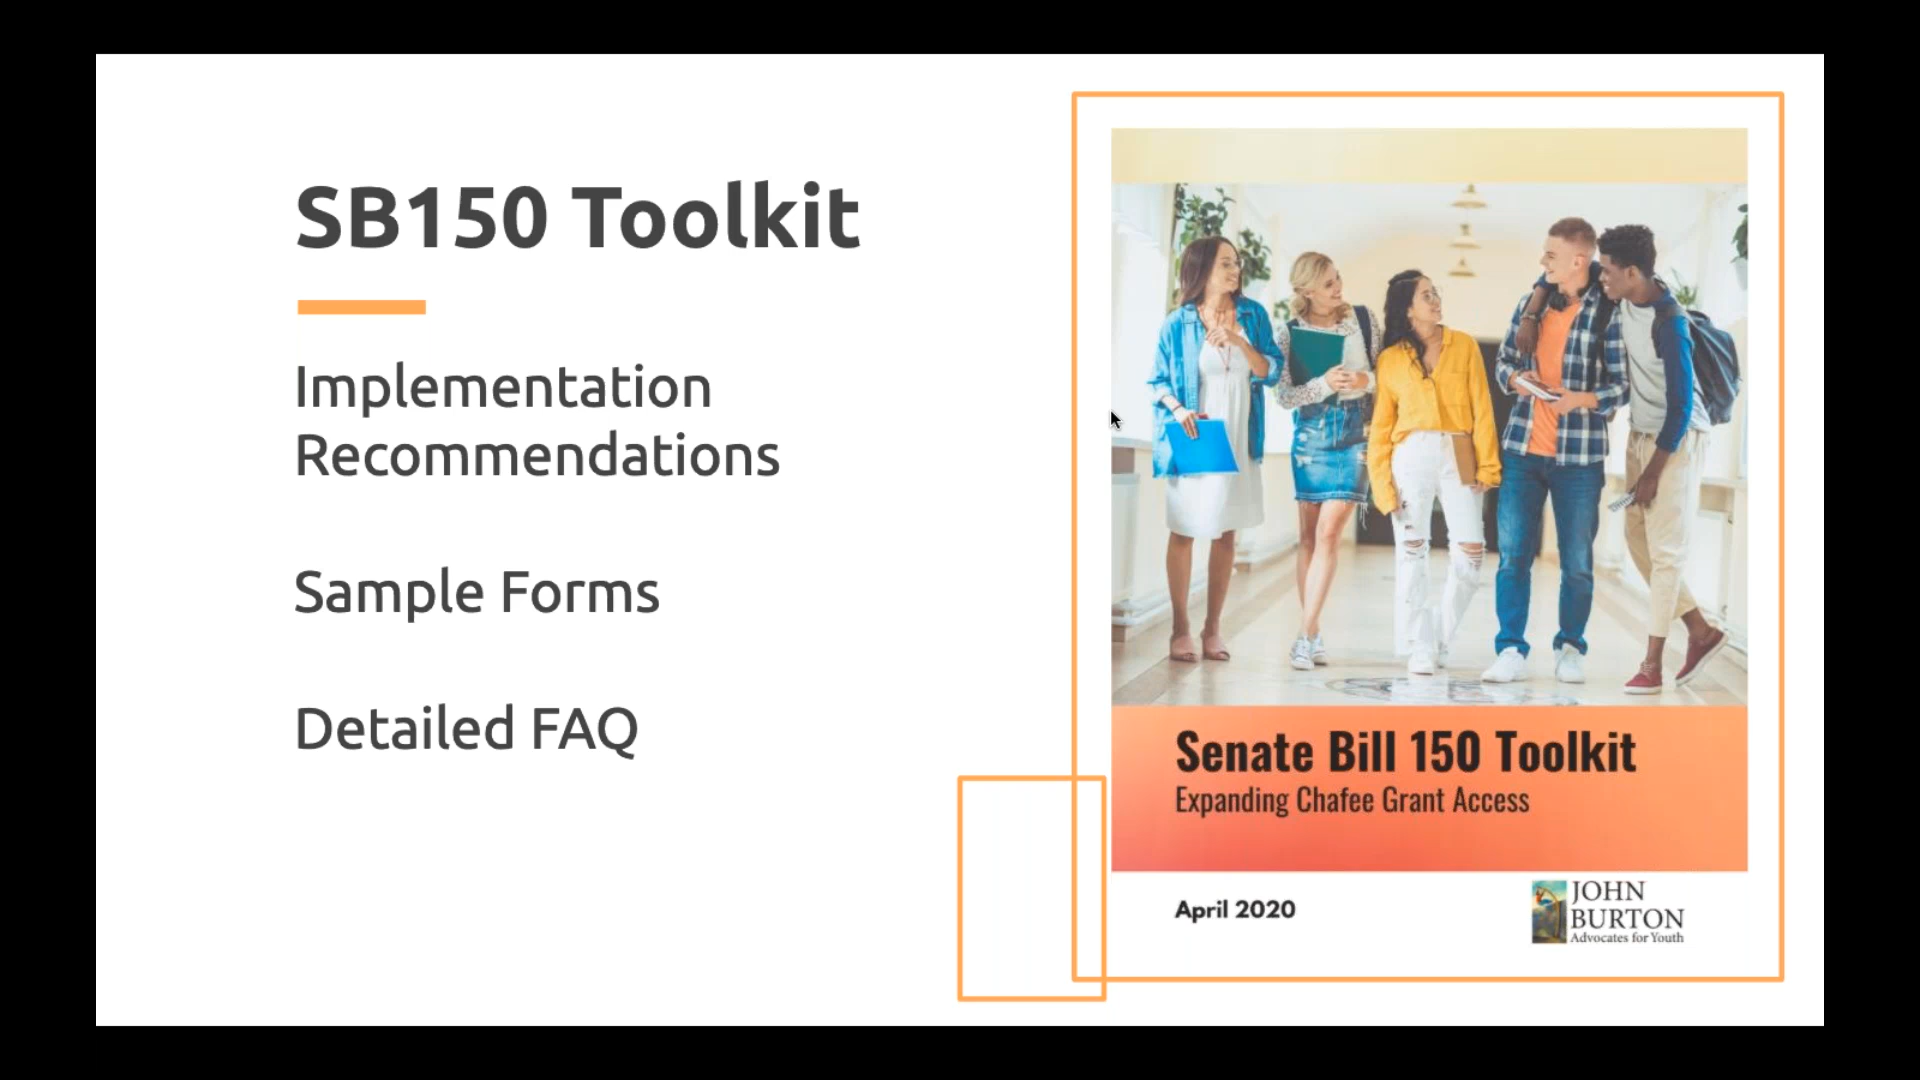 SB150 Toolkit
Implementation
Recommendations
Sample Forms
Detailed FAQ
Senate Bill 150 Toolkit
Expanding Chafee Grant Access
April 2020
JOHN
BURTON
Advocates for Youth